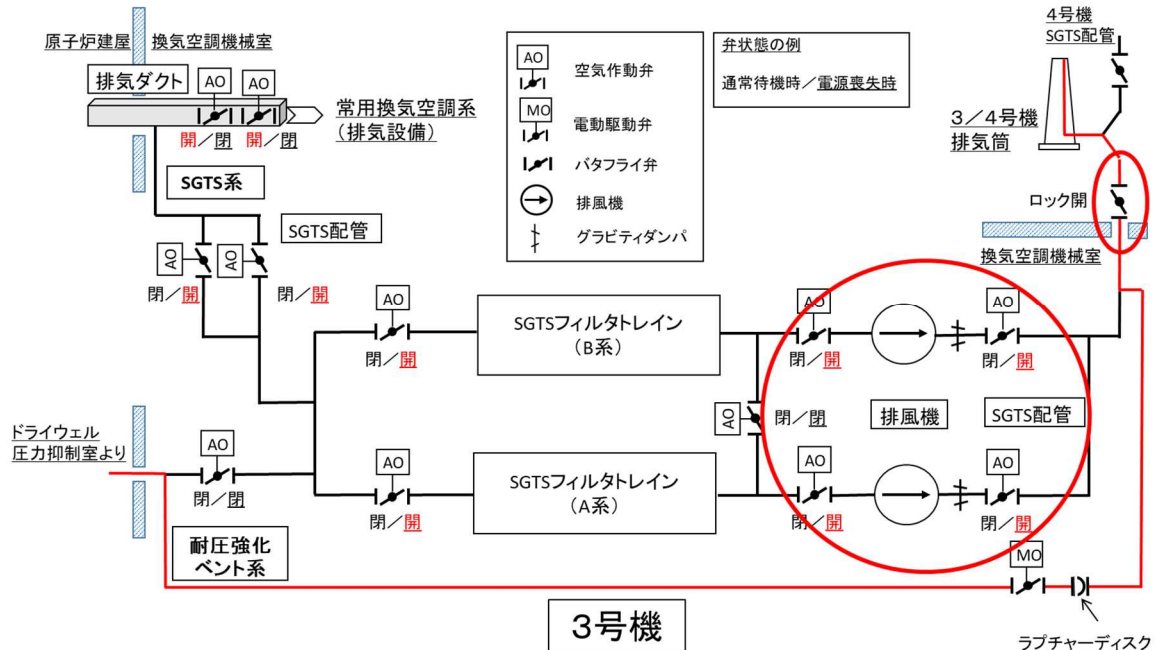 4号機
SGTS配管
原子炉建屋
換気空調機械室
排気ダクト
AO
AO
開／閉
開／閉
常用換気空調系
（排気設備）
AO
空気作動弁
MO
電動駆動弁
バタフライ弁
排風機
グラビティダンパ
弁状態の例
通常待機時／電源喪失時
3／4号機
排気筒
ロック開
換気空調機械室
SGTS系
SGTS配管
AO
AO
閉／開
閉／開
AO
閉／開
SGTSフィルタトレイン
（B系）
AO
閉／開
AO
閉／開
AO
閉／閉
排風機
SGTS配管
ドライウェル
圧力抑制室より
AO
閉／閉
AO
閉／開
SGTSフィルタトレイン
（A系）
AO
閉／開
AO
閉／開
耐圧強化
ベント系
MO
ラプチャーディスク
3号機